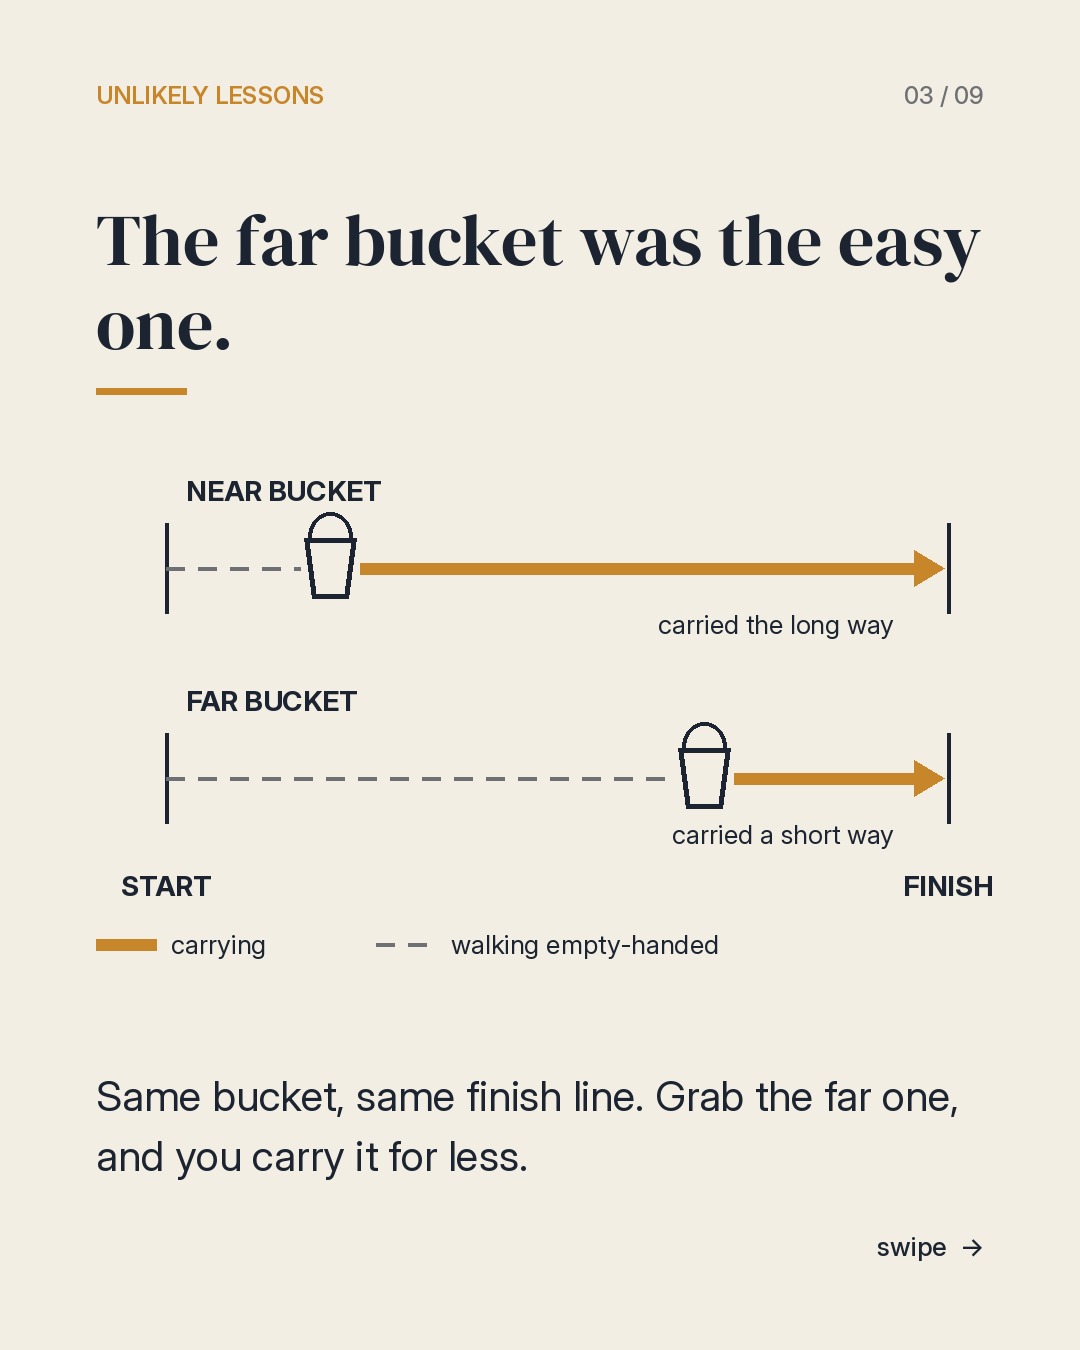 UNLIKELY LESSONS
03 / 09
The far bucket was the easy
one.
NEAR BUCKET
carried the long way
FAR BUCKET
carried a short way
START
FINISH
carrying
walking empty-handed
Same bucket, same finish line. Grab the far one,
and you carry it for less.
swipe →